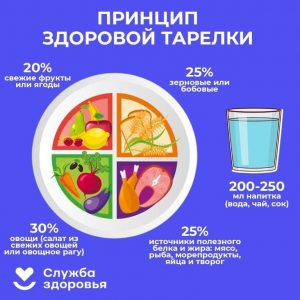 ПРИНЦИП
ЗДОРОВОЙ ТАРЕЛКИ
20%
свежие фрукты
или ягоды
25%
зерновые или
бобовые
30%
овощи (салат из
свежих овощей
или овощное рагу)
25%
источники полезного
белка и жира: мясо,
рыба, морепродукты,
яйца и творог
200-250
мл напитка
(вода, чай, сок)
Служба
здоровья